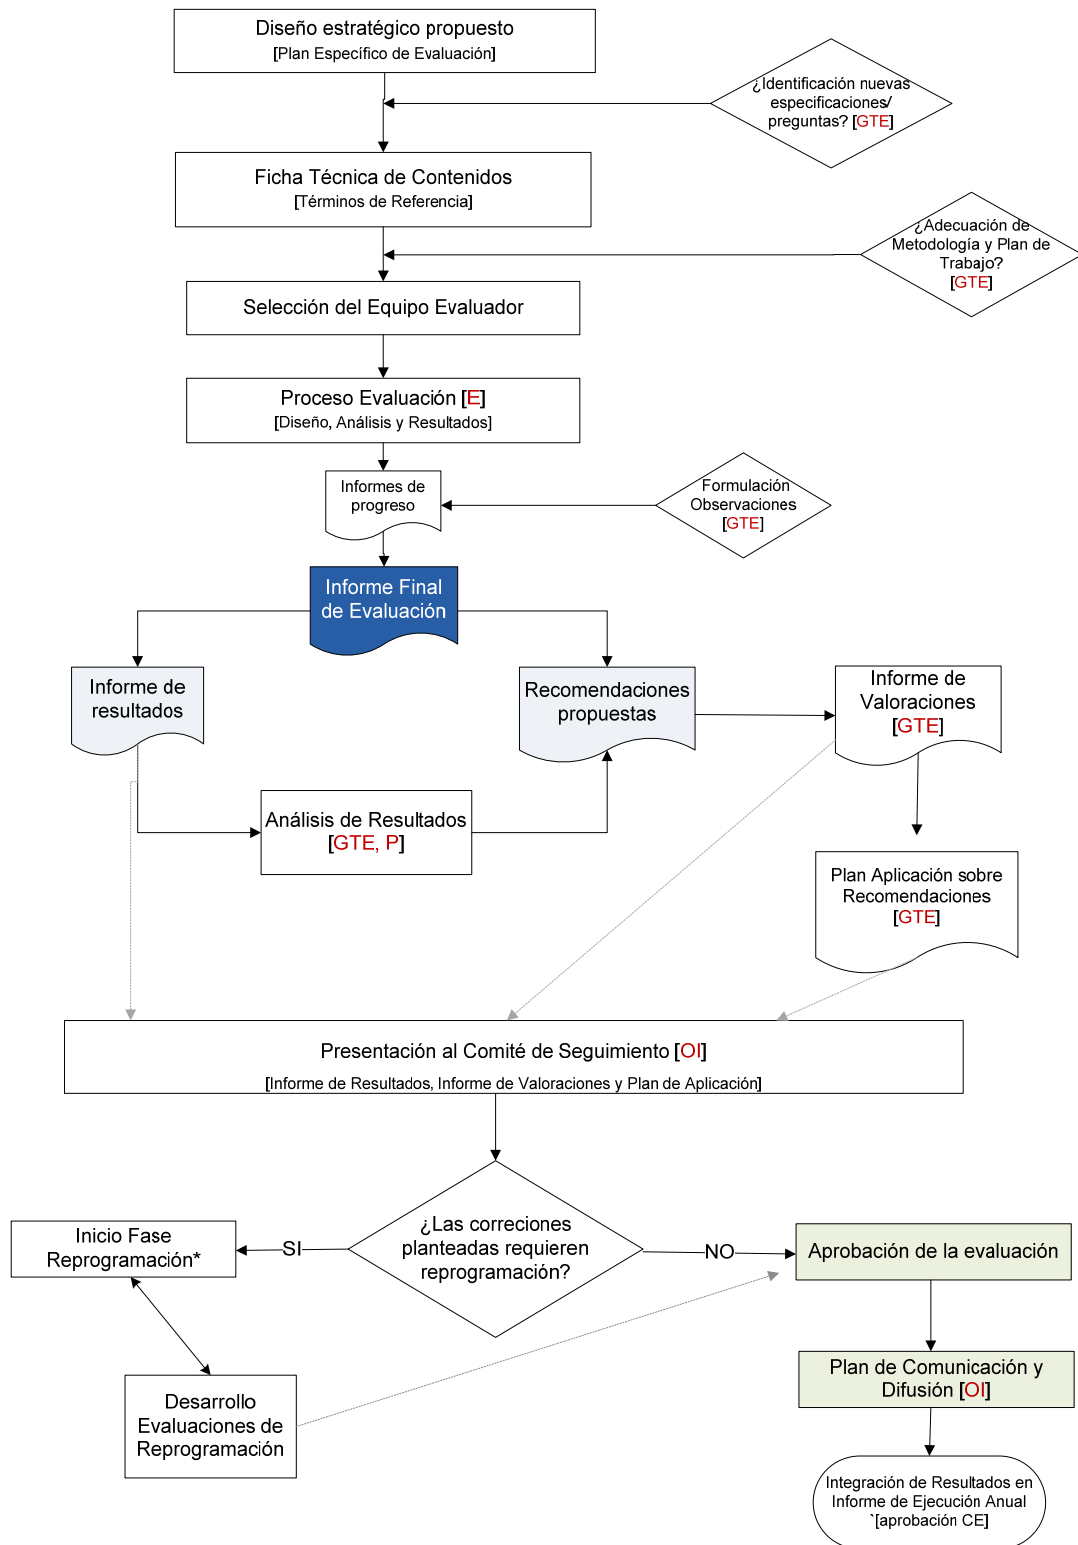 Diseño estratégico propuesto
[Plan Específico de Evaluación]
¿Identificación nuevas
especificaciones/
preguntas? [GTE]
Ficha Técnica de Contenidos
[Términos de Referencia]
¿Adecuación de
Metodología y Plan de
Trabajo?
[GTE]
Selección del Equipo Evaluador
Proceso Evaluación [E]
[Diseño, Análisis y Resultados]
Informes de
progreso
Formulación
Observaciones
[GTE]
Informe Final
de Evaluación
Informe de
resultados
Recomendaciones
propuestas
Informe de
Valoraciones
[GTE]
Análisis de Resultados
[GTE, P]
Plan Aplicación sobre
Recomendaciones
[GTE]
Presentación al Comité de Seguimiento [OI]
[Informe de Resultados, Informe de Valoraciones y Plan de Aplicación]
¿Las correciones
planteadas requieren
reprogramación?
SI
NO
Inicio Fase
Reprogramación*
Aprobación de la evaluación
Desarrollo
Evaluaciones de
Reprogramación
Plan de Comunicación y
Difusión [OI]
Integración de Resultados en
Informe de Ejecución Anual
`[aprobación CE]